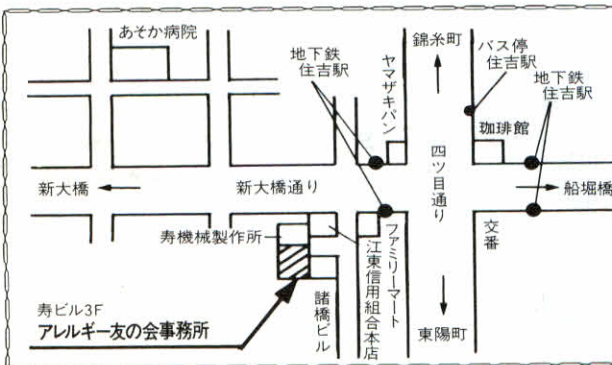 あそか病院
地下鉄
住吉駅
ヤマザキパン
錦糸町
バス停
住吉駅
地下鉄
住吉駅
珈琲館
四ツ目通り
新大橋
新大橋通り
船堀橋
寿機械製作所
諸橋ビル
江東信用組合本店
ファミリーマート
交番
東陽町
寿ビル3F
アレルギー友の会事務所